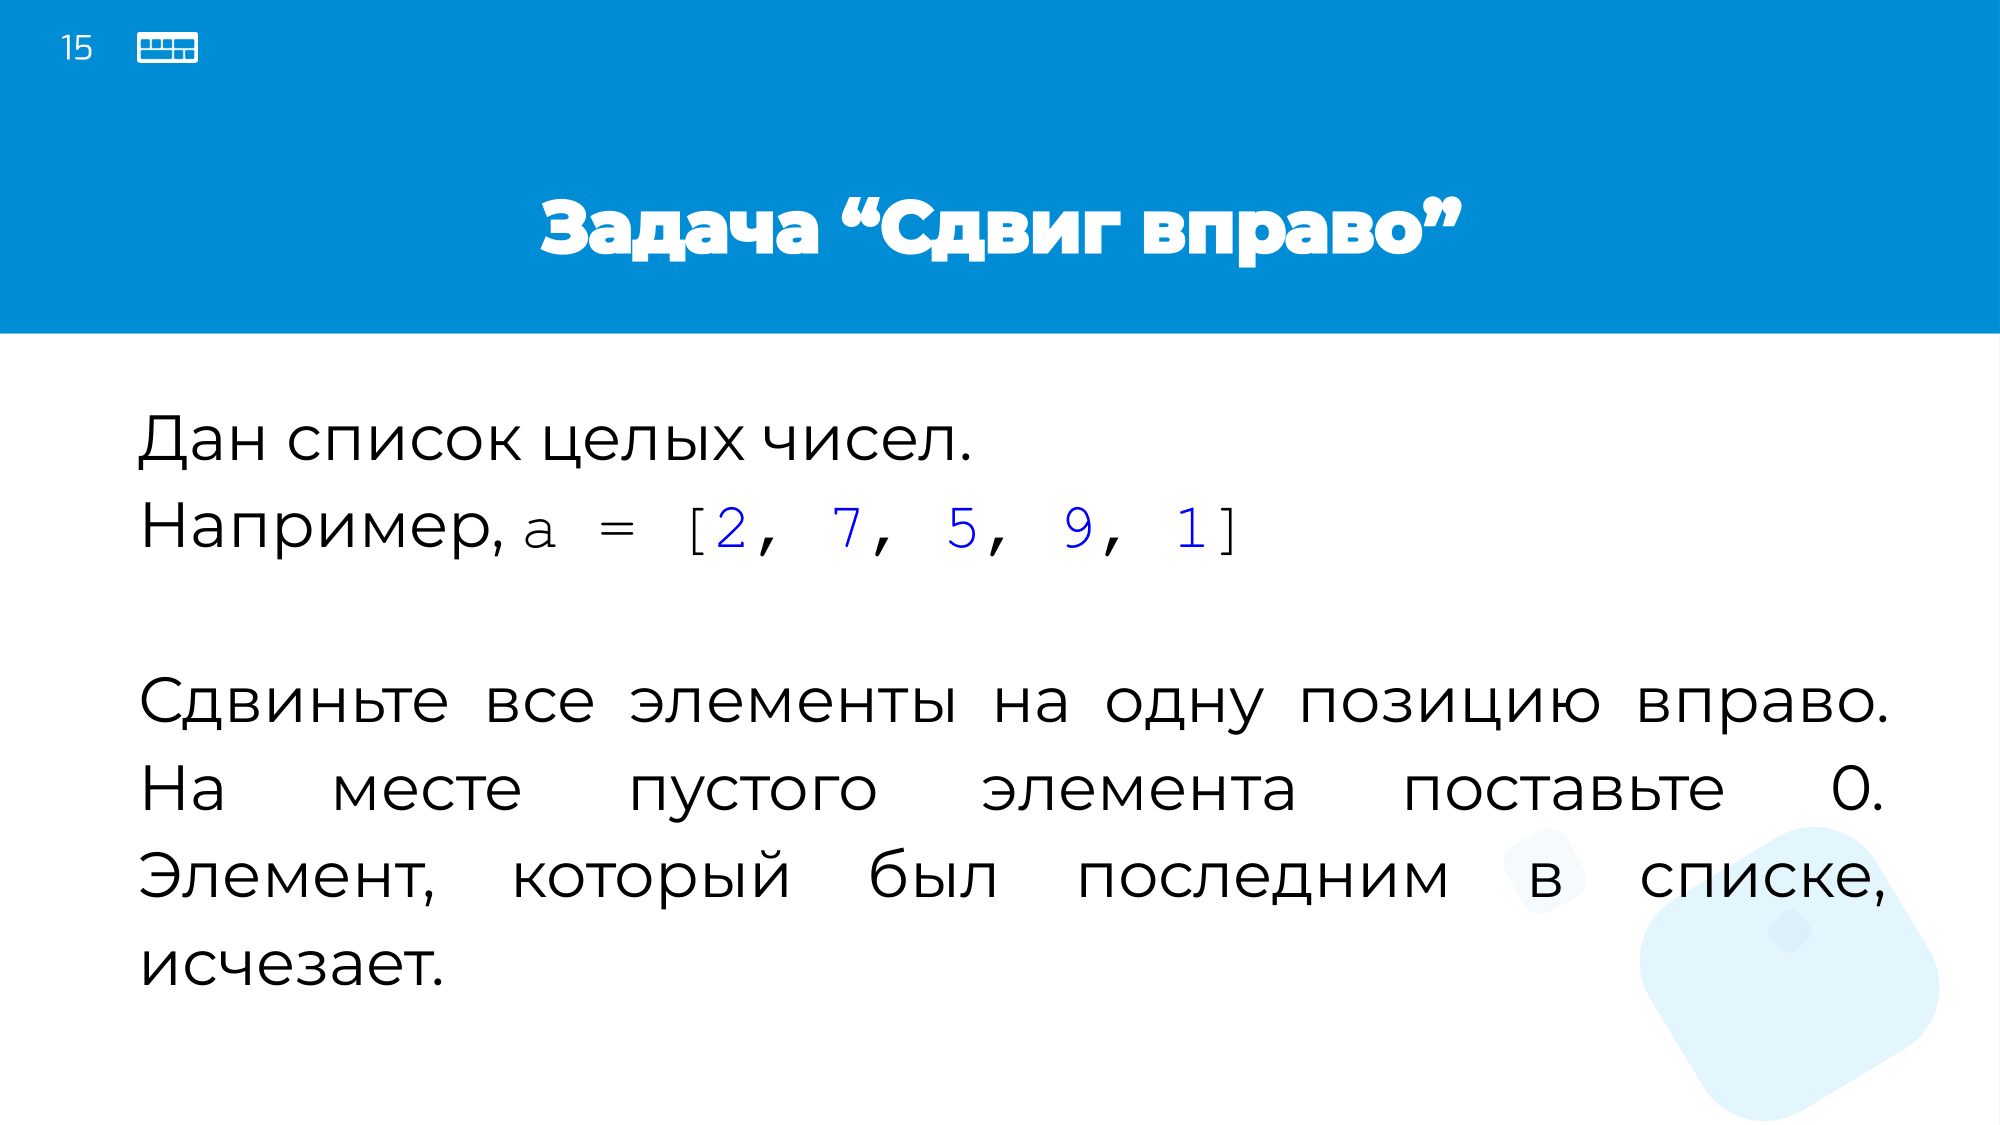 15
Задача “Сдвиг вправо”
Дан список целых чисел.
Например, a = [2, 7, 5, 9, 1]
Сдвиньте все элементы на одну позицию вправо.
На месте пустого элемента поставьте 0.
Элемент, который был последним в списке,
исчезает.